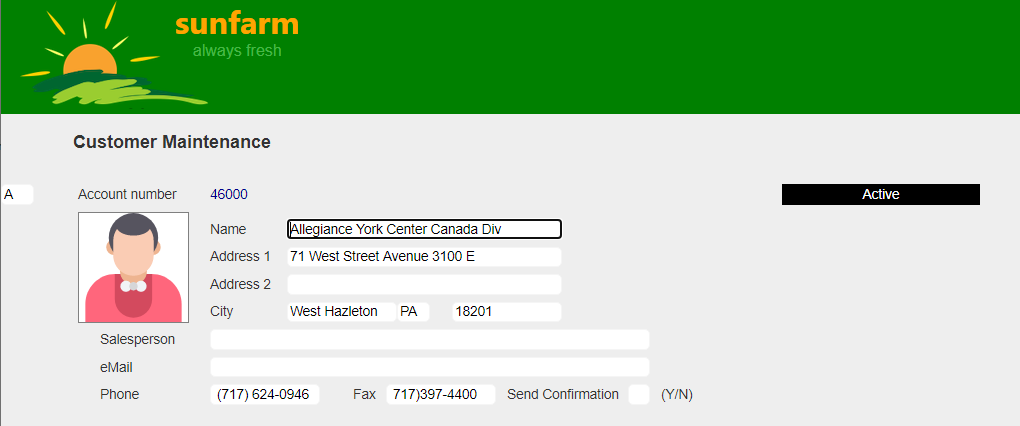 sunfarm
always fresh
Customer Maintenance
A Account number 46000 Active
Name Allegiance York Center Canada Div
Address 1 71 West Street Avenue 3100 E
Address 2
City West Hazleton PA 18201
Salesperson
eMail
Phone (717) 624-0946 Fax 717)397-4400 Send Confirmation (Y/N)